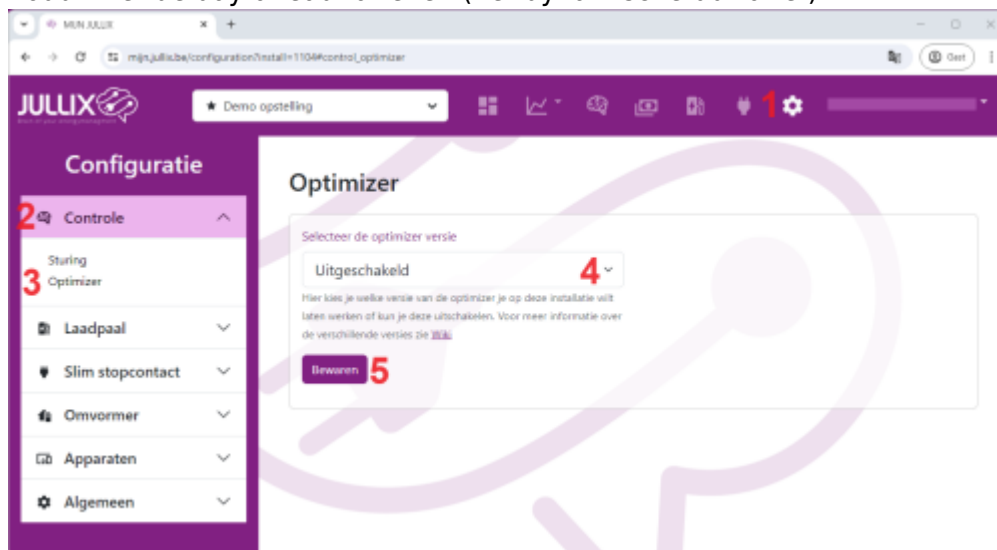 MIJN JULLIX
mijn.jullix.be/configuration?install=1104#control_optimizer
Gast
JULLIX
Demo opstelling
1
Configuratie
2 Controle
Sturing
3 Optimizer
Laadpaal
Slim stopcontact
Omvormer
Apparaten
Algemeen
Optimizer
Selecteer de optimizer versie
Uitgeschakeld 4
Hier kies je welke versie van de optimizer je op deze installatie wilt
laten werken of kun je deze uitschakelen. Voor meer informatie over
de verschillende versies zie Wiki
Bewaren 5